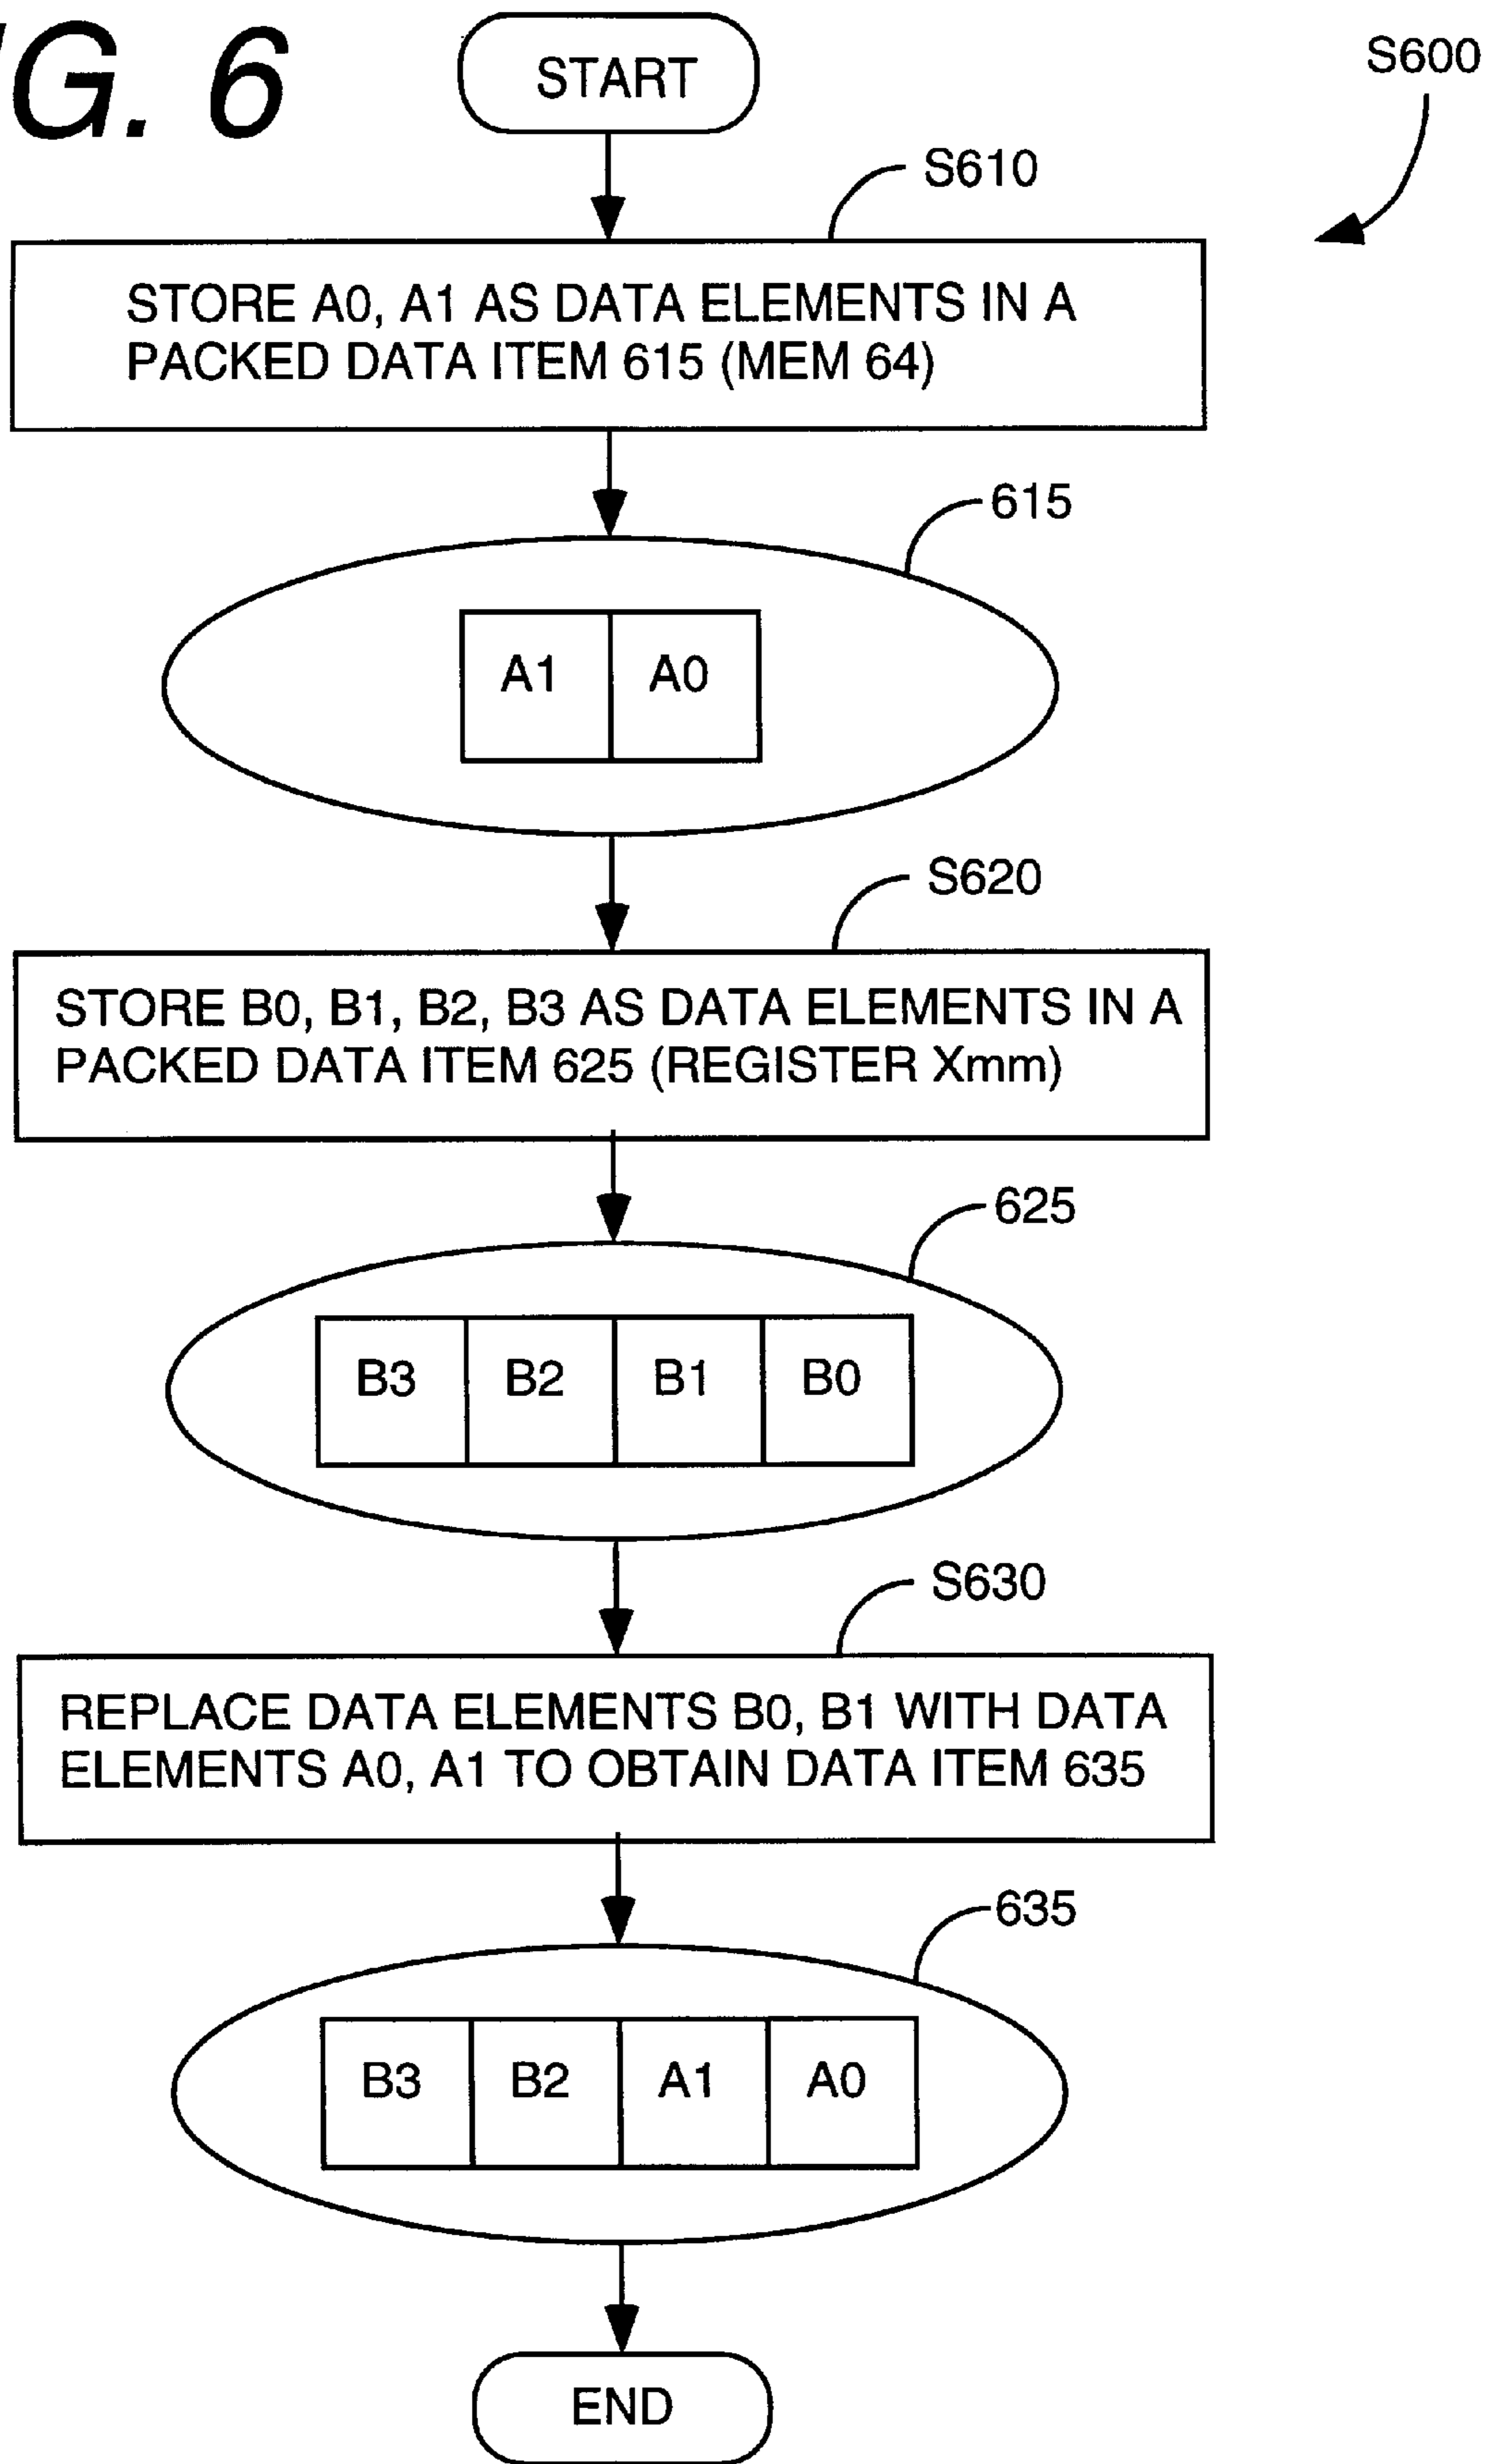 G. 6
START
S600
S610
STORE A0, A1 AS DATA ELEMENTS IN A
PACKED DATA ITEM 615 (MEM 64)
615
A1 A0
S620
STORE B0, B1, B2, B3 AS DATA ELEMENTS IN A
PACKED DATA ITEM 625 (REGISTER Xmm)
625
B3 B2 B1 B0
S630
REPLACE DATA ELEMENTS B0, B1 WITH DATA
ELEMENTS A0, A1 TO OBTAIN DATA ITEM 635
635
B3 B2 A1 A0
END